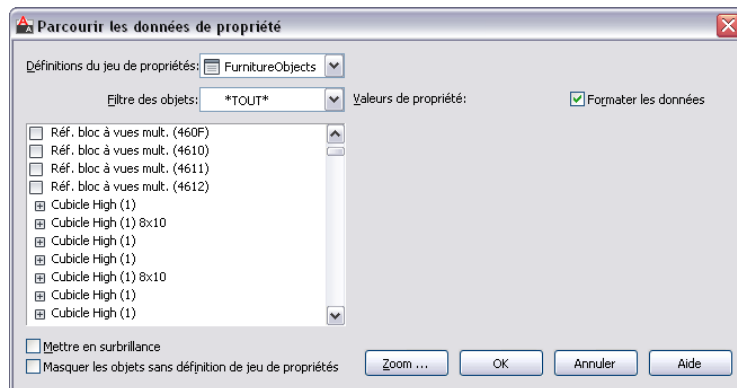 Parcourir les données de propriété
Définitions du jeu de propriétés: FurnitureObjects
Filtre des objets: *TOUT* Valeurs de propriété: Formater les données
Réf. bloc à vues mult. (460F)
Réf. bloc à vues mult. (4610)
Réf. bloc à vues mult. (4611)
Réf. bloc à vues mult. (4612)
Cubicle High (1)
Cubicle High (1) 8x10
Cubicle High (1)
Cubicle High (1)
Cubicle High (1) 8x10
Cubicle High (1)
Cubicle High (1)
Mettre en surbrillance
Masquer les objets sans définition de jeu de propriétés
Zoom ... OK Annuler Aide